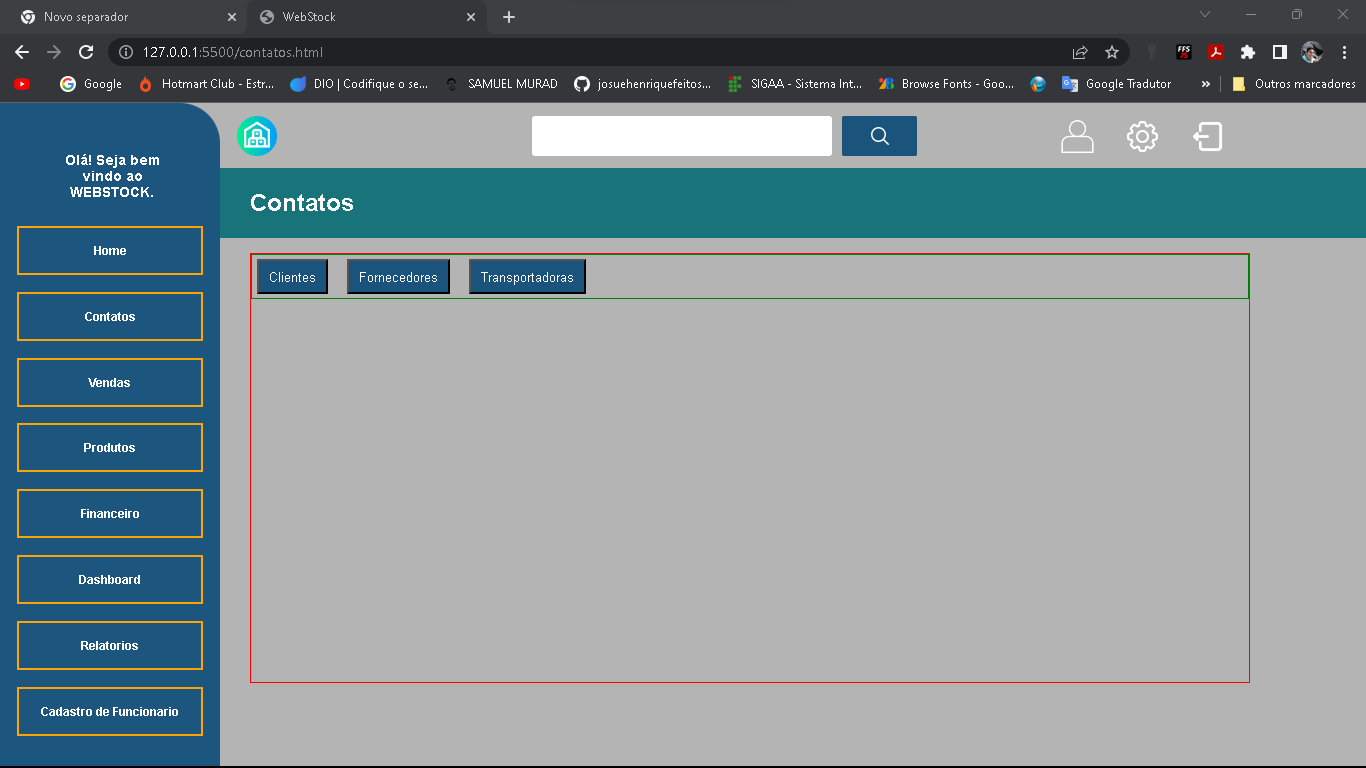 Novo separador
WebStock
127.0.0.1:5500/contatos.html
Google
Hotmart Club - Estr...
DIO | Codifique o se...
SAMUEL MURAD
josuehenriquefeitos...
SIGAA - Sistema Int...
Browse Fonts - Goo...
Google Tradutor
»
Outros marcadores
Olá! Seja bem
vindo ao
WEBSTOCK.
Home
Contatos
Vendas
Produtos
Financeiro
Dashboard
Relatorios
Cadastro de Funcionario
Contatos
Clientes
Fornecedores
Transportadoras